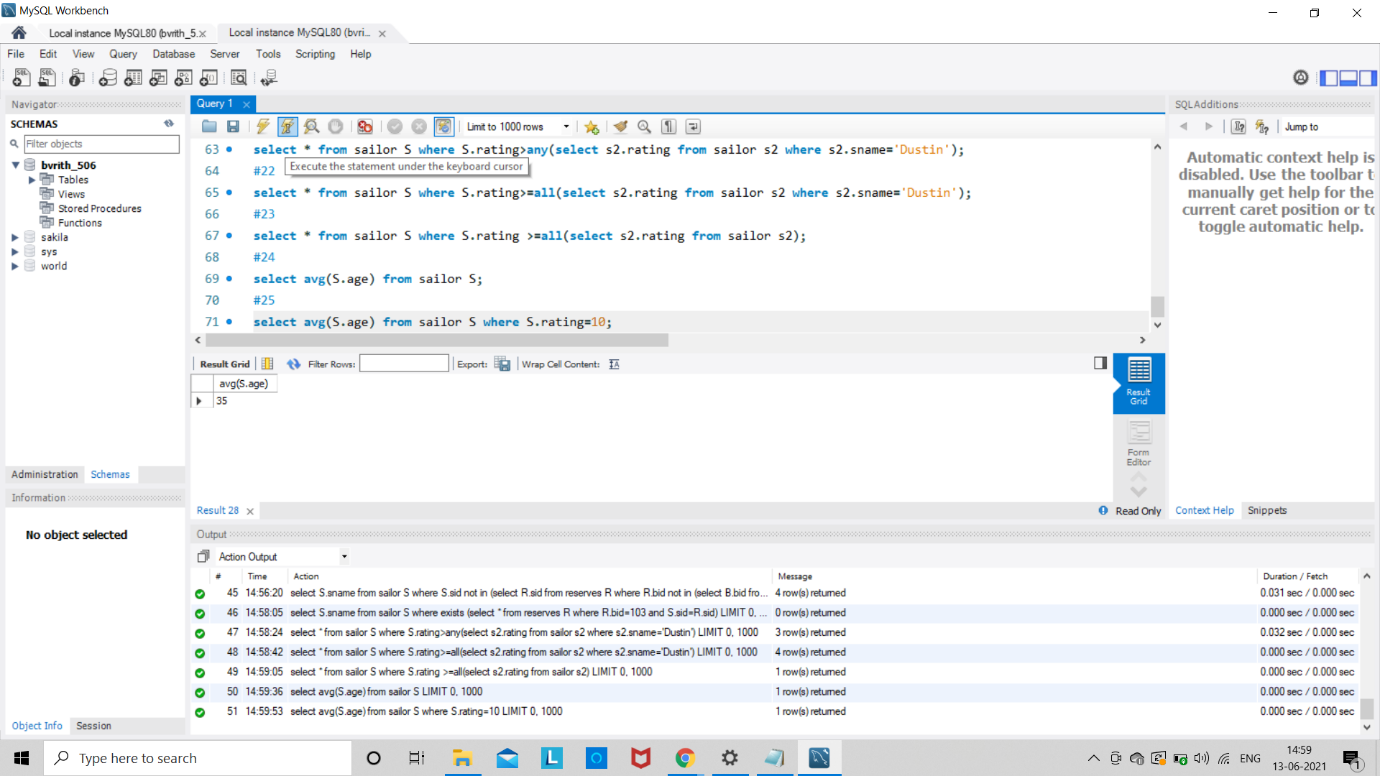 MySQL Workbench
Local instance MySQL80 (bvrith_5.× Local instance MySQL80 (bvri... ×
File Edit View Query Database Server Tools Scripting Help
Navigator
SCHEMAS
Filter objects
bvrith_506
Tables
Views
Stored Procedures
Functions
sakila
sys
world
Administration Schemas
Information
No object selected
Object Info Session
Query 1 ×
Limit to 1000 rows
63 select * from sailor S where S.rating>any(select s2.rating from sailor s2 where s2.sname='Dustin');
64 #22
Execute the statement under the keyboard cursor
65 select * from sailor S where S.rating>=all(select s2.rating from sailor s2 where s2.sname='Dustin');
66 #23
67 select * from sailor S where S.rating >=all(select s2.rating from sailor s2);
68 #24
69 select avg(S.age) from sailor S;
70 #25
71 select avg(S.age) from sailor S where S.rating=10;
Result Grid Filter Rows: Export: Wrap Cell Content:
avg(S.age)
35
Result
Grid
Form
Editor
Result 28 × Read Only
SQLAdditions
Jump to
Automatic context help is
disabled. Use the toolbar t
manually get help for the
current caret position or to
toggle automatic help.
Context Help Snippets
Output
Action Output
# Time Action Message Duration / Fetch
45 14:56:20 select S.sname from sailor S where S.sid not in (select R.sid from reserves R where R.bid not in (select B.bid fro... 4 row(s) returned 0.031 sec / 0.000 sec
46 14:58:05 select S.sname from sailor S where exists (select * from reserves R where R.bid=103 and S.sid=R.sid) LIMIT 0, ... 0 row(s) returned 0.000 sec / 0.000 sec
47 14:58:24 select * from sailor S where S.rating>any(select s2.rating from sailor s2 where s2.sname='Dustin') LIMIT 0, 1000 3 row(s) returned 0.032 sec / 0.000 sec
48 14:58:42 select * from sailor S where S.rating>=all(select s2.rating from sailor s2 where s2.sname='Dustin') LIMIT 0, 1000 4 row(s) returned 0.000 sec / 0.000 sec
49 14:59:05 select * from sailor S where S.rating >=all(select s2.rating from sailor s2) LIMIT 0, 1000 1 row(s) returned 0.000 sec / 0.000 sec
50 14:59:36 select avg(S.age) from sailor S LIMIT 0, 1000 1 row(s) returned 0.000 sec / 0.000 sec
51 14:59:53 select avg(S.age) from sailor S where S.rating=10 LIMIT 0, 1000 1 row(s) returned 0.000 sec / 0.000 sec
Type here to search
L
ENG
14:59
13-06-2021
1